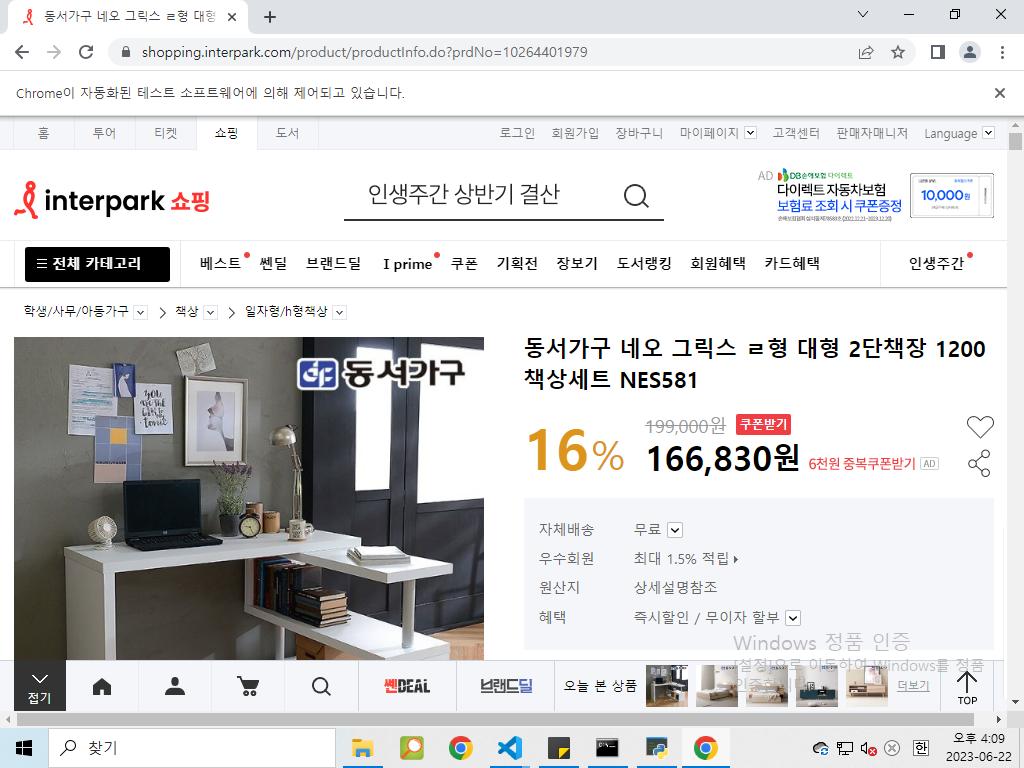 동서가구 네오 그릭스 ㄹ형 대형
shopping.interpark.com/product/productInfo.do?prdNo=10264401979
Chrome이 자동화된 테스트 소프트웨어에 의해 제어되고 있습니다.
홈 투어 티켓 쇼핑 도서 로그인 회원가입 장바구니 마이페이지 고객센터 판매자매니저 Language
interpark 쇼핑
인생주간 상반기 결산
AD DB손해보험 다이렉트
다이렉트 자동차보험
보험료 조회 시 쿠폰증정
10,000원
전체 카테고리 베스트 쎈딜 브랜드딜 I prime 쿠폰 기획전 장보기 도서랭킹 회원혜택 카드혜택 인생주간
학생/사무/아동가구 책상 일자형/h형책상
동서가구
YOU
동서가구 네오 그릭스 ㄹ형 대형 2단책장 1200
책상세트 NES581
199,000원 쿠폰받기
16% 166,830원 6천원 중복쿠폰받기 AD
자체배송 무료
우수회원 최대 1.5% 적립
원산지 상세설명참조
혜택 즉시할인 / 무이자 할부
Windows 정품 인증
[설정]으로 이동하여 Windows를 정품
인증합니다.
접기 쎈DEAL 브랜드딜 오늘 본 상품 더보기 TOP
찾기
한
오후 4:09
2023-06-22